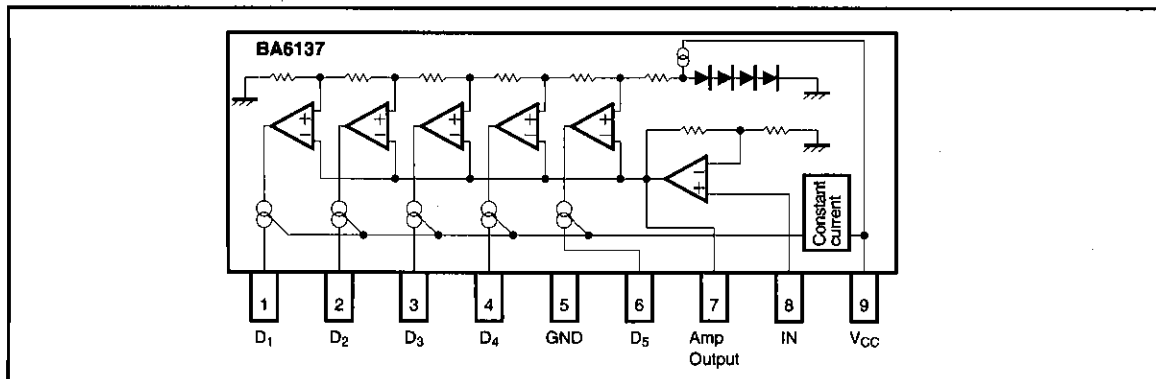 BA6137
+
−
+
−
+
−
+
−
+
−
−
+
Constant
current
1
2
3
4
5
6
7
8
9
D₁
D₂
D₃
D₄
GND
D₅
Amp
Output
IN
VCC